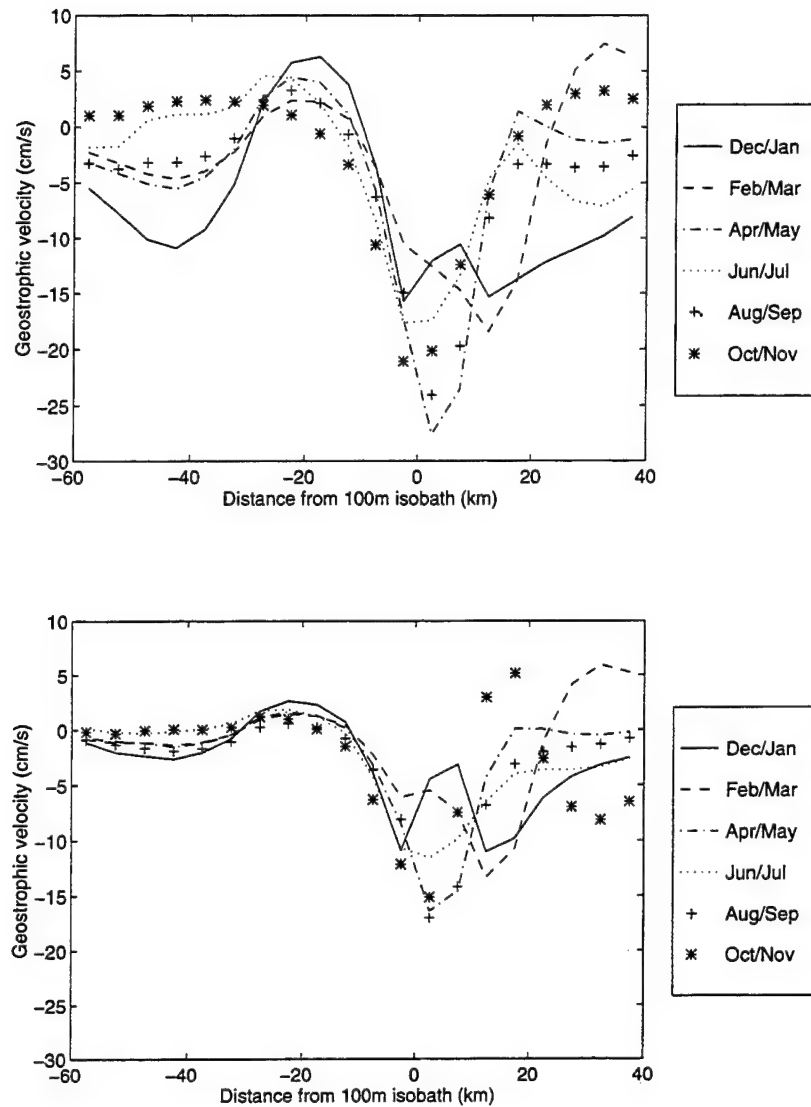 10
5
0
−5
−10
−15
−20
−25
−30
Geostrophic velocity (cm/s)
−60 −40 −20 0 20 40
Distance from 100m isobath (km)
Dec/Jan
Feb/Mar
Apr/May
Jun/Jul
Aug/Sep
Oct/Nov
10
5
0
−5
−10
−15
−20
−25
−30
Geostrophic velocity (cm/s)
−60 −40 −20 0 20 40
Distance from 100m isobath (km)
Dec/Jan
Feb/Mar
Apr/May
Jun/Jul
Aug/Sep
Oct/Nov